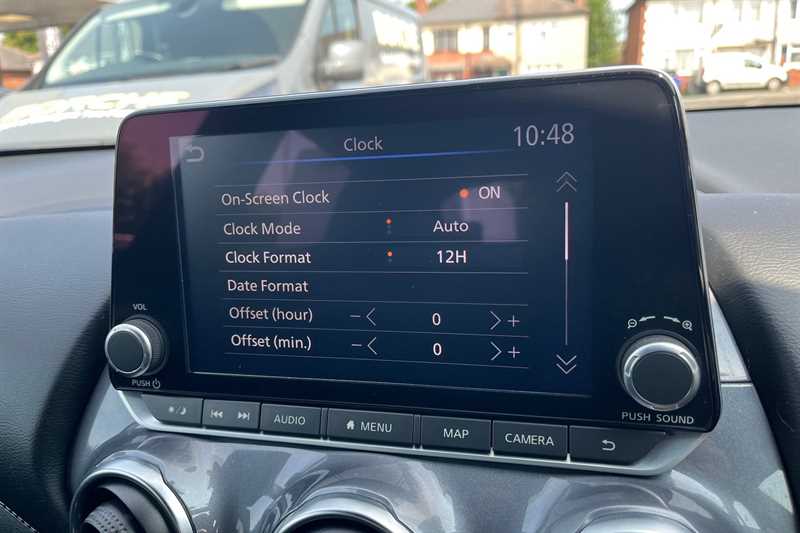 Clock 10:48
On-Screen Clock ON
Clock Mode Auto
Clock Format 12H
Date Format
Offset (hour) − < 0 > +
Offset (min.) − < 0 > +
VOL
PUSH
PUSH SOUND
AUDIO MENU MAP CAMERA